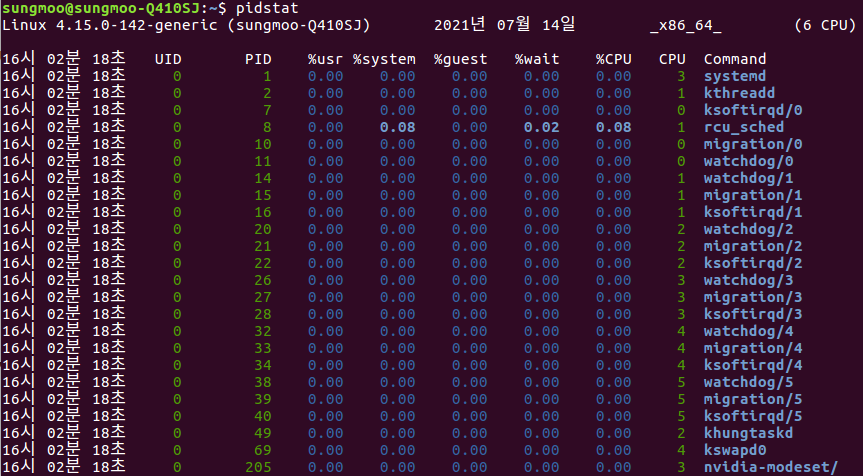 sungmoo@sungmoo-Q410SJ:~$ pidstat
Linux 4.15.0-142-generic (sungmoo-Q410SJ) 2021년 07월 14일 _x86_64_ (6 CPU)
16시 02분 18초 UID PID %usr %system %guest %wait %CPU CPU Command
16시 02분 18초 0 1 0.00 0.00 0.00 0.00 0.00 3 systemd
16시 02분 18초 0 2 0.00 0.00 0.00 0.00 0.00 1 kthreadd
16시 02분 18초 0 7 0.00 0.00 0.00 0.00 0.00 0 ksoftirqd/0
16시 02분 18초 0 8 0.00 0.08 0.00 0.02 0.08 1 rcu_sched
16시 02분 18초 0 10 0.00 0.00 0.00 0.00 0.00 0 migration/0
16시 02분 18초 0 11 0.00 0.00 0.00 0.00 0.00 0 watchdog/0
16시 02분 18초 0 14 0.00 0.00 0.00 0.00 0.00 1 watchdog/1
16시 02분 18초 0 15 0.00 0.00 0.00 0.00 0.00 1 migration/1
16시 02분 18초 0 16 0.00 0.00 0.00 0.00 0.00 1 ksoftirqd/1
16시 02분 18초 0 20 0.00 0.00 0.00 0.00 0.00 2 watchdog/2
16시 02분 18초 0 21 0.00 0.00 0.00 0.00 0.00 2 migration/2
16시 02분 18초 0 22 0.00 0.00 0.00 0.00 0.00 2 ksoftirqd/2
16시 02분 18초 0 26 0.00 0.00 0.00 0.00 0.00 3 watchdog/3
16시 02분 18초 0 27 0.00 0.00 0.00 0.00 0.00 3 migration/3
16시 02분 18초 0 28 0.00 0.00 0.00 0.00 0.00 3 ksoftirqd/3
16시 02분 18초 0 32 0.00 0.00 0.00 0.00 0.00 4 watchdog/4
16시 02분 18초 0 33 0.00 0.00 0.00 0.00 0.00 4 migration/4
16시 02분 18초 0 34 0.00 0.00 0.00 0.00 0.00 4 ksoftirqd/4
16시 02분 18초 0 38 0.00 0.00 0.00 0.00 0.00 5 watchdog/5
16시 02분 18초 0 39 0.00 0.00 0.00 0.00 0.00 5 migration/5
16시 02분 18초 0 40 0.00 0.00 0.00 0.00 0.00 5 ksoftirqd/5
16시 02분 18초 0 49 0.00 0.00 0.00 0.00 0.00 2 khungtaskd
16시 02분 18초 0 69 0.00 0.00 0.00 0.00 0.00 4 kswapd0
16시 02분 18초 0 205 0.00 0.00 0.00 0.00 0.00 3 nvidia-modeset/